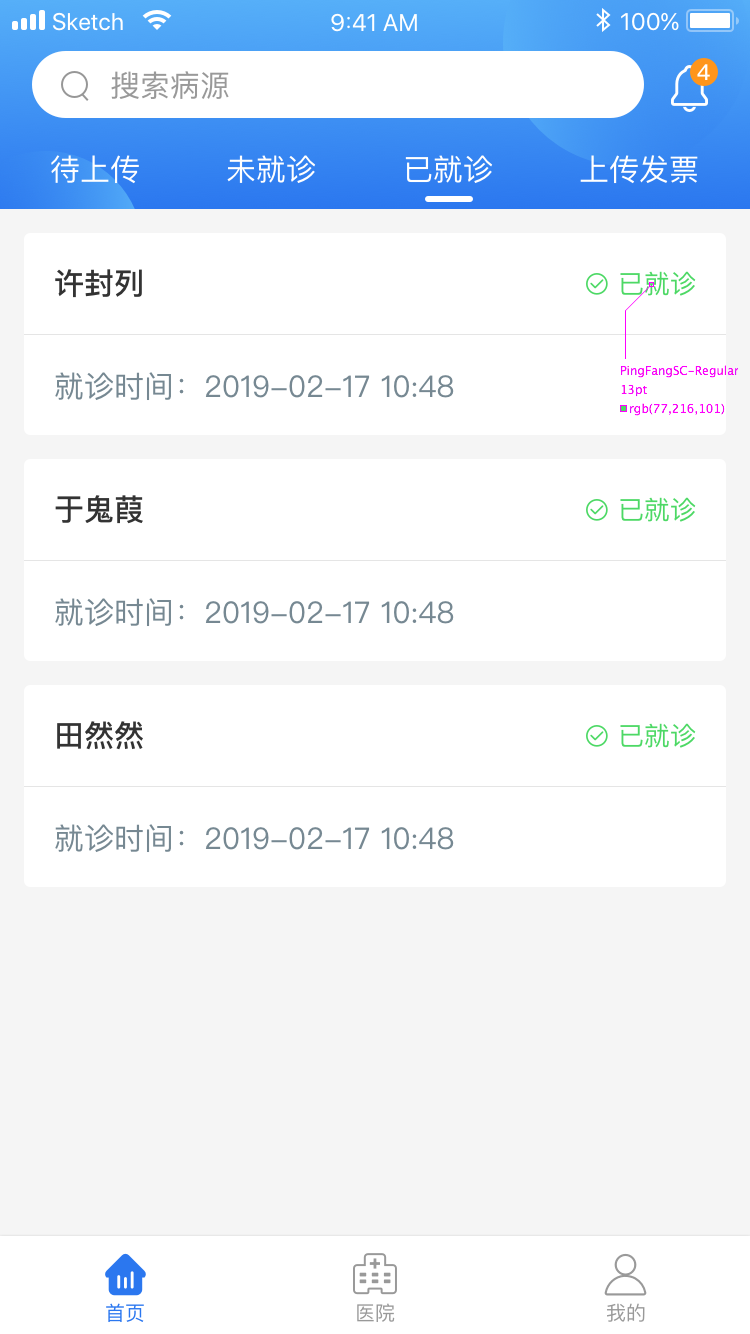 Sketch 9:41 AM 100%
搜索病源 4
待上传 未就诊 已就诊 上传发票
许封列 已就诊
就诊时间：2019-02-17 10:48
PingFangSC-Regular
13pt
rgb(77,216,101)
于鬼葭 已就诊
就诊时间：2019-02-17 10:48
田然然 已就诊
就诊时间：2019-02-17 10:48
首页 医院 我的